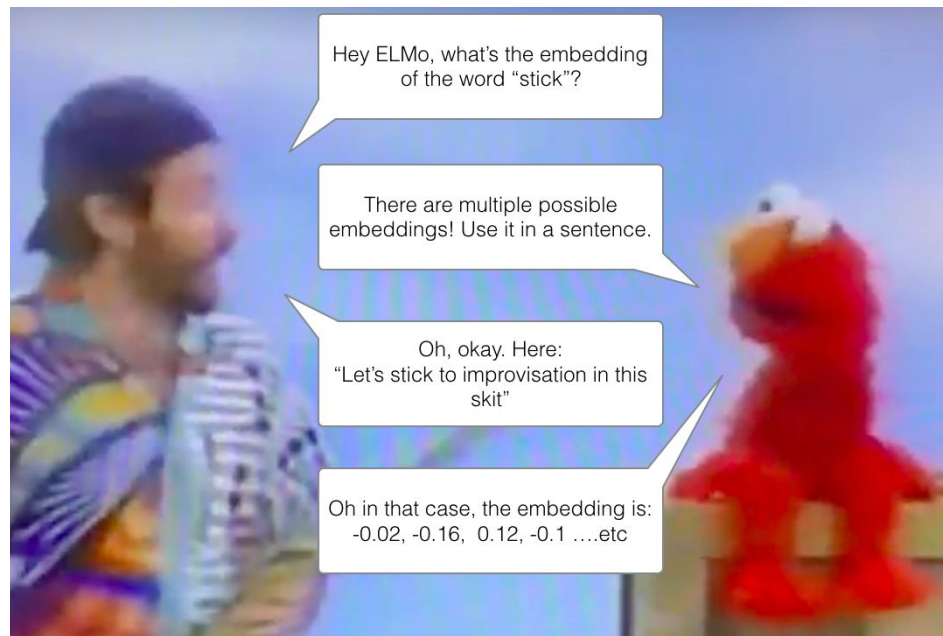 Hey ELMo, what's the embedding
of the word “stick”?
There are multiple possible
embeddings! Use it in a sentence.
Oh, okay. Here:
“Let's stick to improvisation in this
skit”
Oh in that case, the embedding is:
-0.02, -0.16,  0.12, -0.1 ….etc